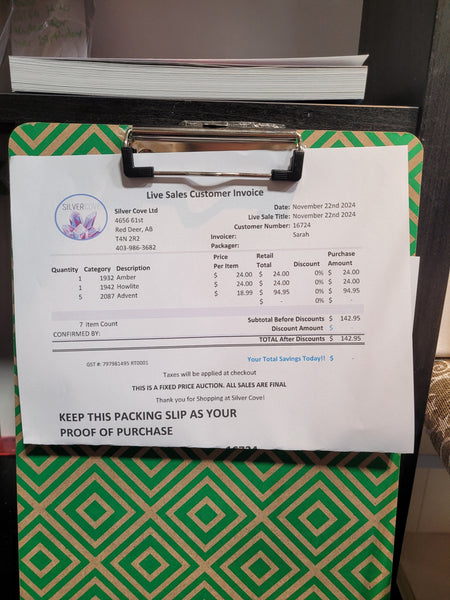 Live Sales Customer Invoice
SILVERCOVE
Silver Cove Ltd
4656 61st
Red Deer, AB
T4N 2R2
403-986-3682
Date: November 22nd 2024
Live Sale Title: November 22nd 2024
Customer Number: 16724
Invoicer: Sarah
Packager:
Quantity Category Description Price Per Item Retail Total Discount Purchase Amount
1 1932 Amber $ 24.00 $ 24.00 0% $ 24.00
1 1942 Howlite $ 24.00 $ 24.00 0% $ 24.00
5 2087 Advent $ 18.99 $ 94.95 0% $ 94.95
$ - 0% $ -
7 Item Count
Subtotal Before Discounts $ 142.95
CONFIRMED BY:
Discount Amount $
TOTAL After Discounts $ 142.95
GST #: 797981495 RT0001
Your Total Savings Today!! $ -
Taxes will be applied at checkout
THIS IS A FIXED PRICE AUCTION. ALL SALES ARE FINAL
Thank you for Shopping at Silver Cove!
KEEP THIS PACKING SLIP AS YOUR
PROOF OF PURCHASE
16724